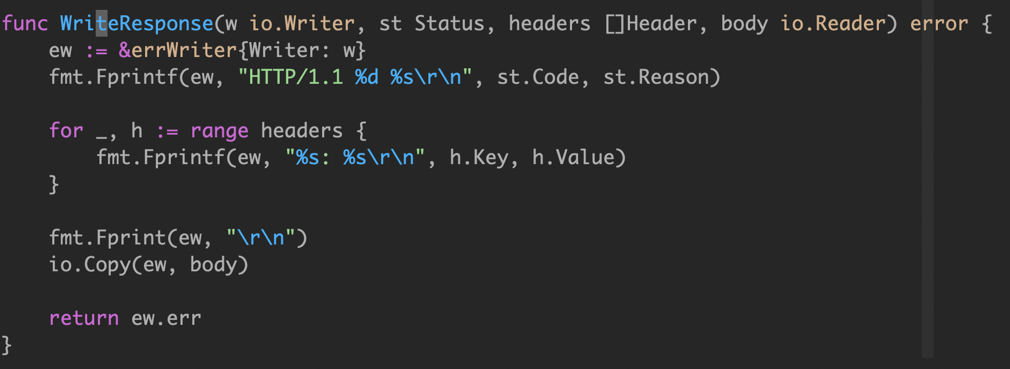 func WriteResponse(w io.Writer, st Status, headers []Header, body io.Reader) error {
    ew := &errWriter{Writer: w}
    fmt.Fprintf(ew, "HTTP/1.1 %d %s\r\n", st.Code, st.Reason)

    for _, h := range headers {
        fmt.Fprintf(ew, "%s: %s\r\n", h.Key, h.Value)
    }

    fmt.Fprint(ew, "\r\n")
    io.Copy(ew, body)

    return ew.err
}